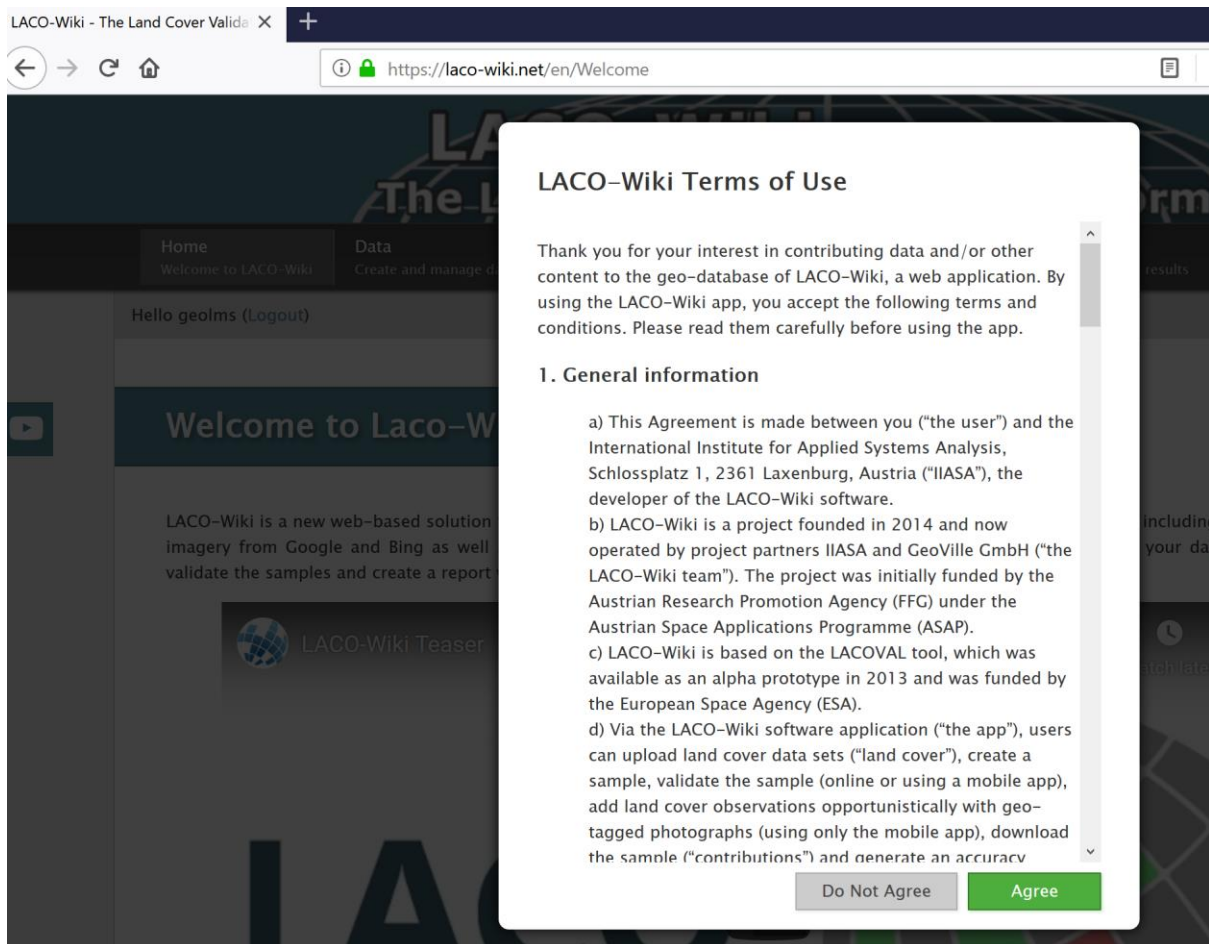 LACO-Wiki - The Land Cover Valida
https://laco-wiki.net/en/Welcome
The L
Home
Data
Welcome to LACO-Wiki
Create and manage d
results
Hello geolms (Logout)
LACO-Wiki Terms of Use
Thank you for your interest in contributing data and/or other
content to the geo-database of LACO-Wiki, a web application. By
using the LACO-Wiki app, you accept the following terms and
conditions. Please read them carefully before using the app.
1. General information
a) This Agreement is made between you (“the user”) and the
International Institute for Applied Systems Analysis,
Schlossplatz 1, 2361 Laxenburg, Austria (“IIASA”), the
developer of the LACO-Wiki software.
b) LACO-Wiki is a project founded in 2014 and now
operated by project partners IIASA and GeoVille GmbH (“the
LACO-Wiki team”). The project was initially funded by the
Austrian Research Promotion Agency (FFG) under the
Austrian Space Applications Programme (ASAP).
c) LACO-Wiki is based on the LACOVAL tool, which was
available as an alpha prototype in 2013 and was funded by
the European Space Agency (ESA).
d) Via the LACO-Wiki software application (“the app”), users
can upload land cover data sets (“land cover”), create a
sample, validate the sample (online or using a mobile app),
add land cover observations opportunistically with geo-
tagged photographs (using only the mobile app), download
the sample (“contributions”) and generate an accuracy
Do Not Agree
Agree
Welcome to Laco-W
LACO-Wiki is a new web-based solution
includin
imagery from Google and Bing as well
your da
validate the samples and create a report
LACO-Wiki Teaser
LAC